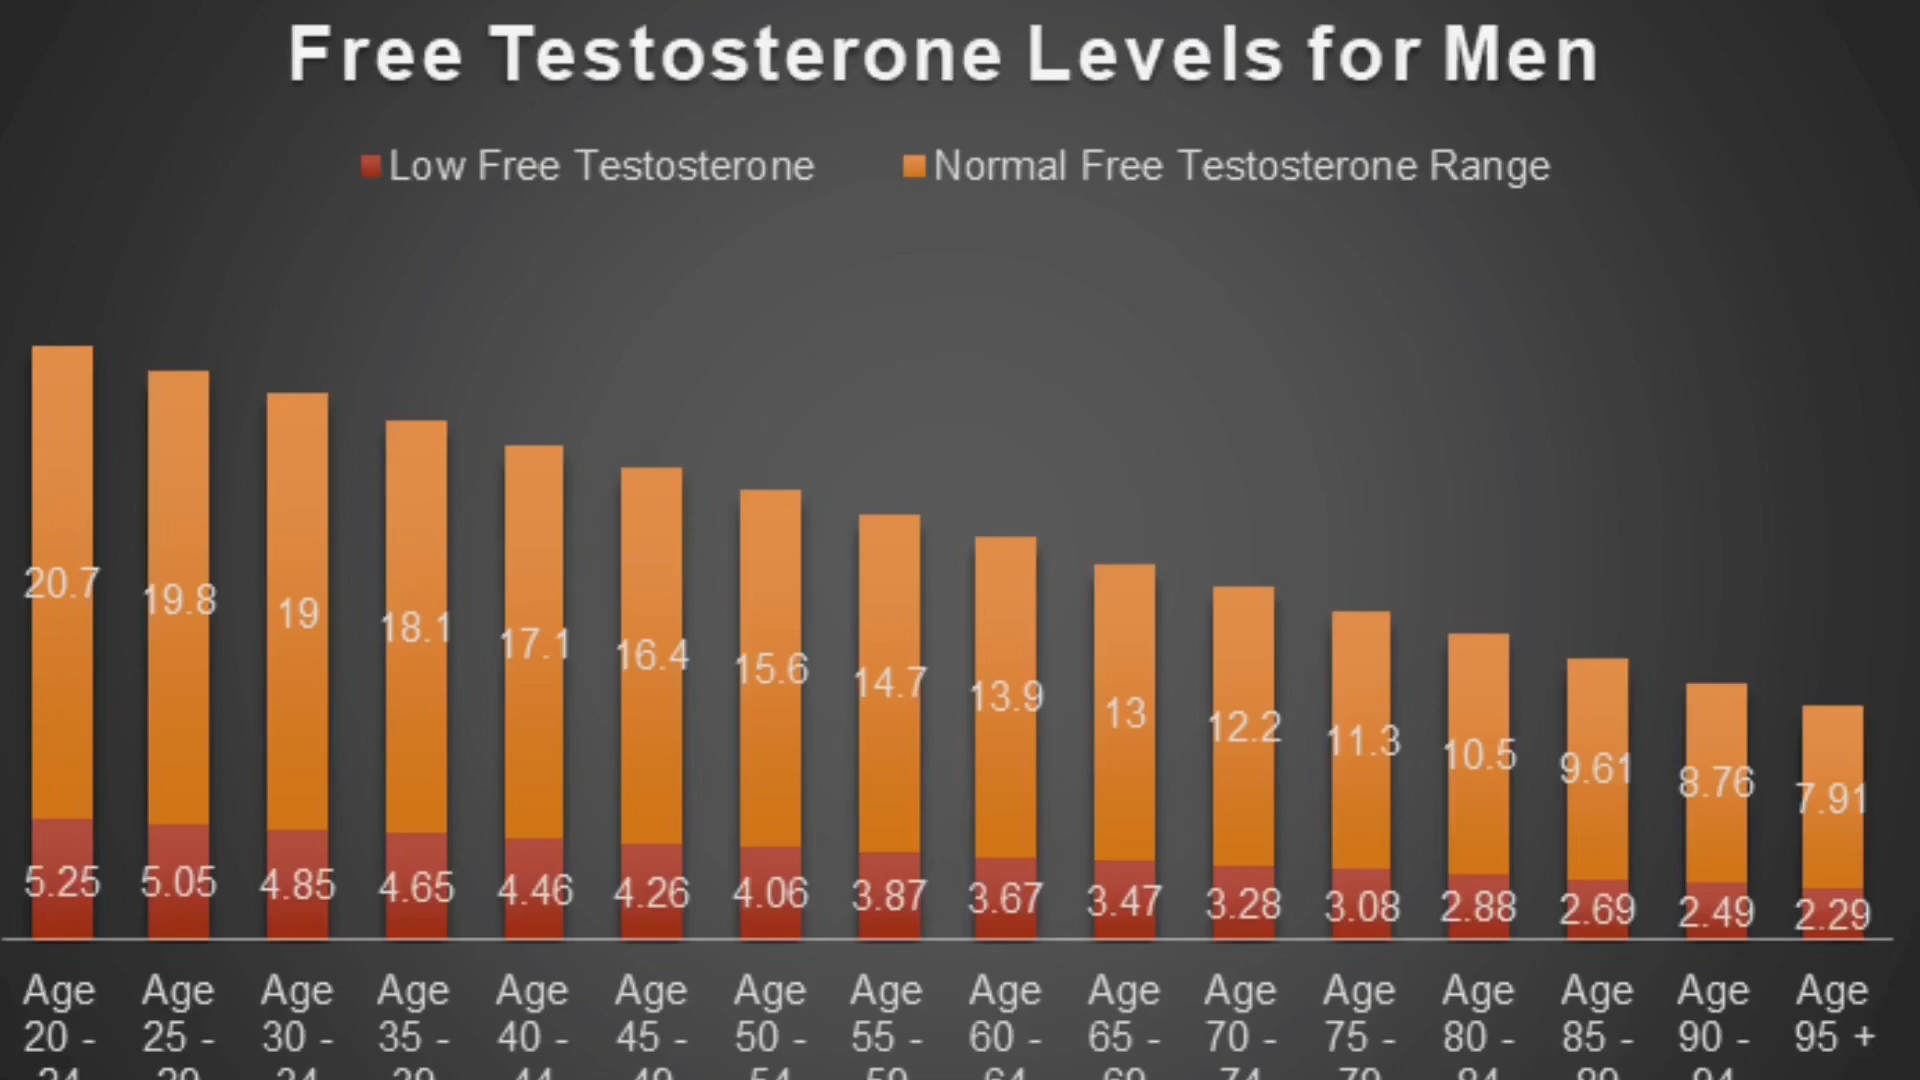 Free Testosterone Levels for Men
Low Free Testosterone Normal Free Testosterone Range
20.7 19.8 19 18.1 17.1 16.4 15.6 14.7 13.9 13 12.2 11.3 10.5 9.61 8.76 7.91
5.25 5.05 4.85 4.65 4.46 4.26 4.06 3.87 3.67 3.47 3.28 3.08 2.88 2.69 2.49 2.29
Age Age Age Age Age Age Age Age Age Age Age Age Age Age Age Age
20 - 25 - 30 - 35 - 40 - 45 - 50 - 55 - 60 - 65 - 70 - 75 - 80 - 85 - 90 - 95 +